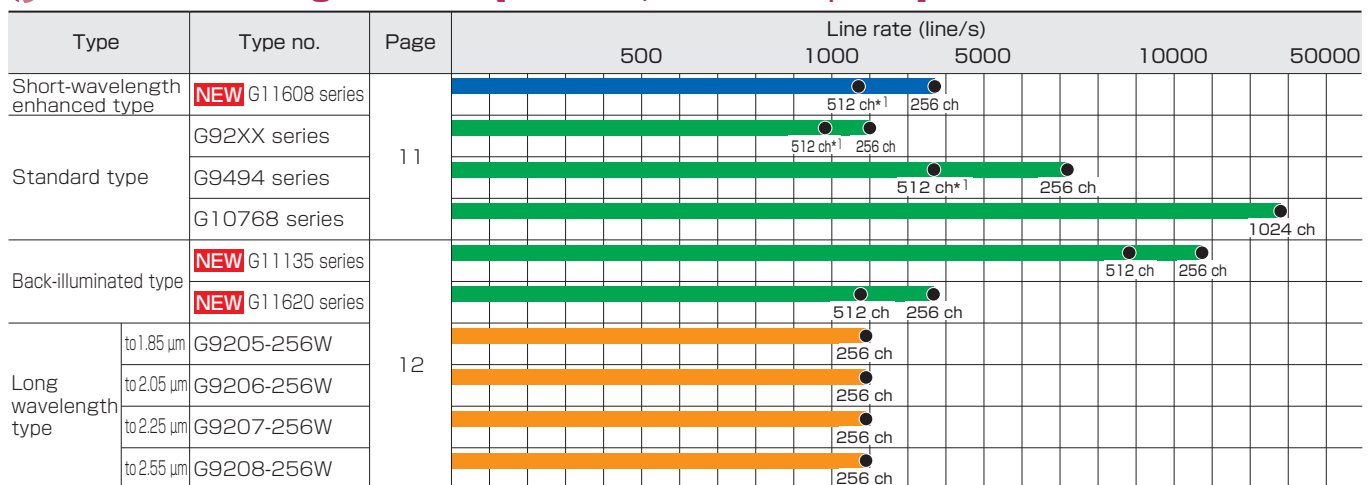 Type Type no. Page Line rate (line/s)
500 1000 5000 10000 50000
Short-wavelength enhanced type NEW G11608 series 11
512 ch*1 256 ch
Standard type G92XX series
512 ch*1 256 ch
G9494 series
512 ch*1 256 ch
G10768 series
1024 ch
Back-illuminated type NEW G11135 series 12
512 ch 256 ch
NEW G11620 series
512 ch 256 ch
Long wavelength type to 1.85 µm G9205-256W
256 ch
to 2.05 µm G9206-256W
256 ch
to 2.25 µm G9207-256W
256 ch
to 2.55 µm G9208-256W
256 ch